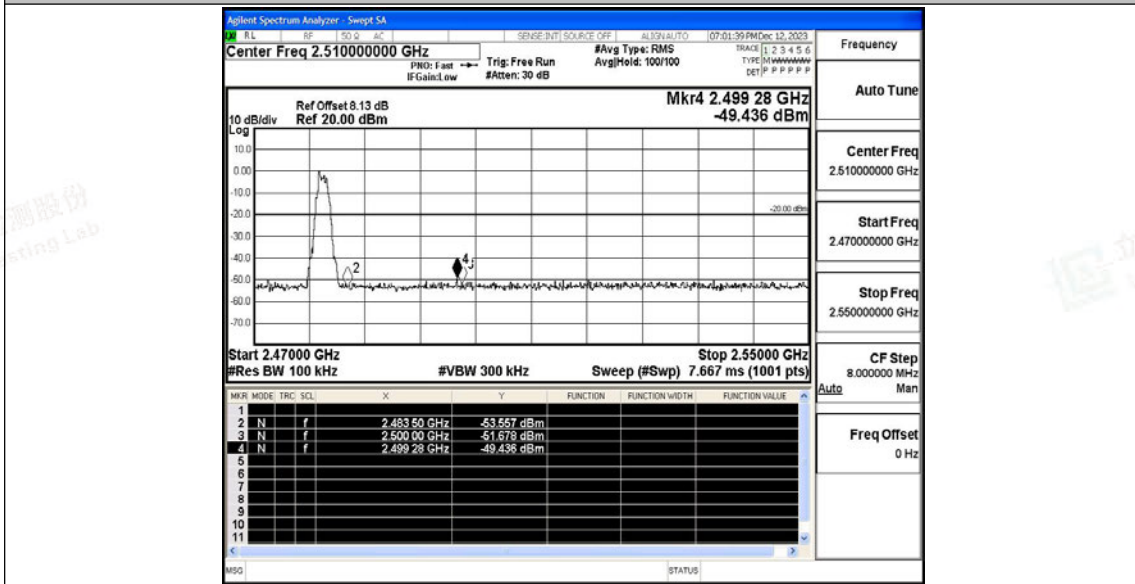 Agilent Spectrum Analyzer - Swept SA
RL RF 50 Ω AC SENSE:INT SOURCE OFF ALIGNAUTO 07:01:39 PM Dec 12, 2023
Center Freq 2.510000000 GHz
PNO: Fast
IFGain:Low
Trig: Free Run
#Atten: 30 dB
#Avg Type: RMS
Avg|Hold: 100/100
TRACE 1 2 3 4 5 6
TYPE M
DET P P P P P P
Ref Offset 8.13 dB
10 dB/div Ref 20.00 dBm
Log
Mkr4 2.499 28 GHz
-49.436 dBm
10.0
0.00
-10.0
-20.0
-30.0
-40.0
-50.0
-60.0
-70.0
-20.00 dBm
2
4
Start 2.47000 GHz Stop 2.55000 GHz
#Res BW 100 kHz #VBW 300 kHz Sweep (#Swp) 7.667 ms (1001 pts)
MKR MODE TRC SCL X Y FUNCTION FUNCTION WIDTH FUNCTION VALUE
1
2 N f 2.483 50 GHz -53.557 dBm
3 N f 2.500 00 GHz -51.678 dBm
4 N f 2.499 28 GHz -49.436 dBm
5
6
7
8
9
10
11
MSG STATUS
Frequency
Auto Tune
Center Freq
2.510000000 GHz
Start Freq
2.470000000 GHz
Stop Freq
2.550000000 GHz
CF Step
8.000000 MHz
Auto Man
Freq Offset
0 Hz
测股份
esting Lab
立